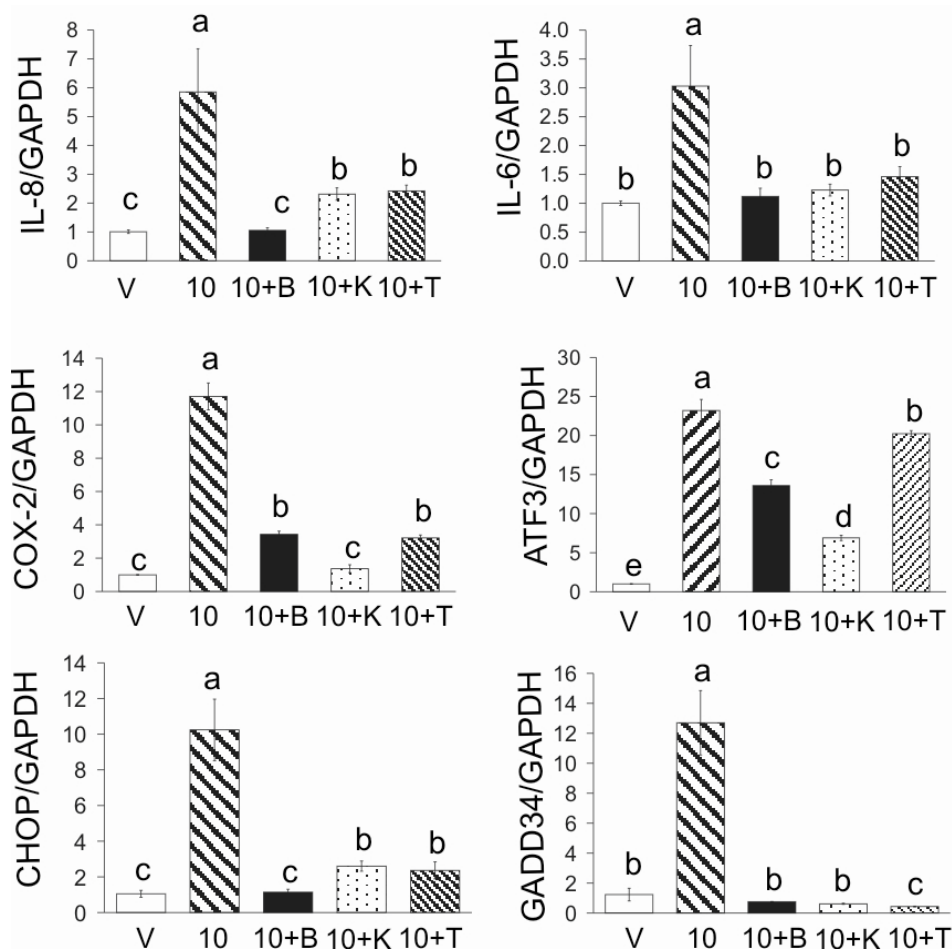 IL-8/GAPDH
8
7
6
5
4
3
2
1
0
c
a
c
b
b
V
10
10+B
10+K
10+T
IL-6/GAPDH
4.0
3.5
3.0
2.5
2.0
1.5
1.0
0.5
0.0
b
a
b
b
b
V
10
10+B
10+K
10+T
COX-2/GAPDH
14
12
10
8
6
4
2
0
c
a
b
c
b
V
10
10+B
10+K
10+T
ATF3/GAPDH
30
25
20
15
10
5
0
e
a
c
d
b
V
10
10+B
10+K
10+T
CHOP/GAPDH
14
12
10
8
6
4
2
0
c
a
c
b
b
V
10
10+B
10+K
10+T
GADD34/GAPDH
16
14
12
10
8
6
4
2
0
b
a
b
b
c
V
10
10+B
10+K
10+T